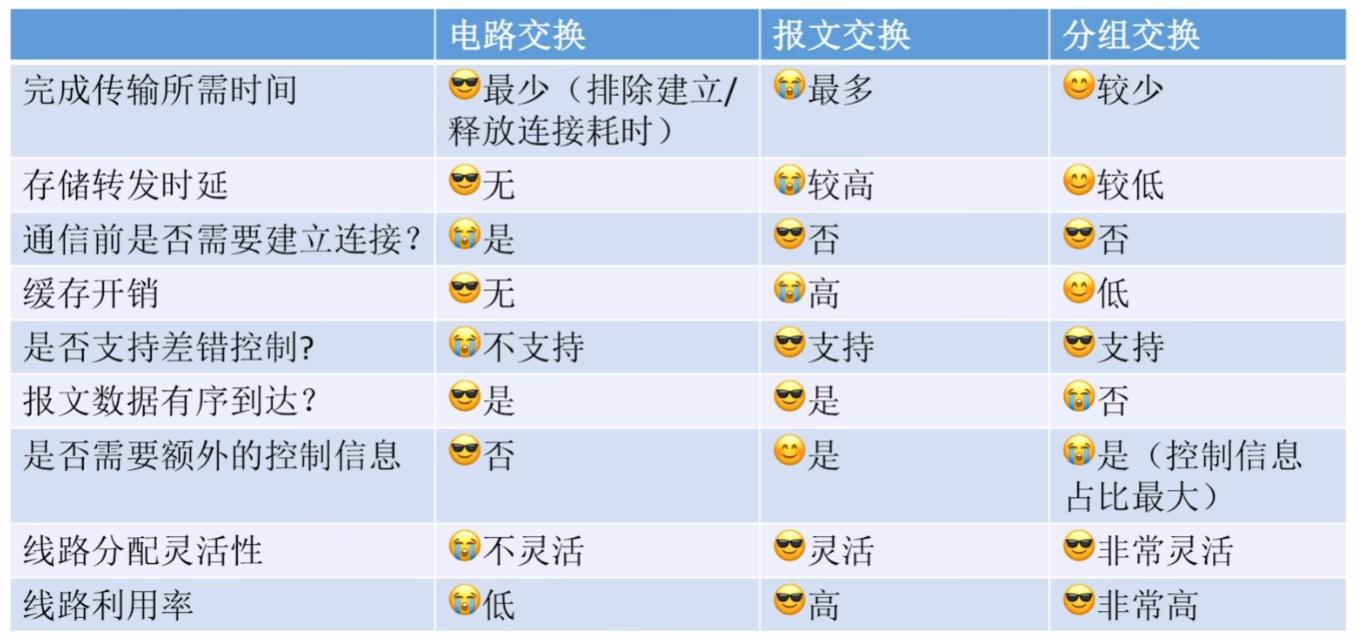 电路交换 报文交换 分组交换
完成传输所需时间 😎最少（排除建立/ 😭最多 😊较少
释放连接耗时）
存储转发时延 😎无 😭较高 😊较低
通信前是否需要建立连接？ 😭是 😎否 😎否
缓存开销 😎无 😭高 😊低
是否支持差错控制? 😭不支持 😎支持 😎支持
报文数据有序到达？ 😎是 😎是 😭否
是否需要额外的控制信息 😎否 😊是 😭是（控制信息
占比最大）
线路分配灵活性 😭不灵活 😎灵活 😎非常灵活
线路利用率 😭低 😎高 😎非常高